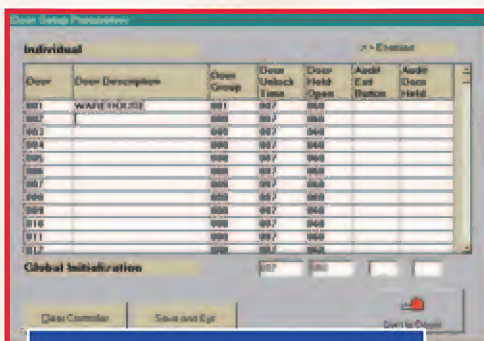 Door Setup Parameters
Individual
Door Door Description Door Group Door Unlock Time Door Held Open Audit Exit Button Audit Door Held
001 WAREHOUSE 001 007 060
002 000 007 060
003 000 007 060
004 000 007 060
005 000 007 060
006 000 007 060
007 000 007 060
008 000 007 060
009 000 007 060
010 000 007 060
011 000 007 060
012 000 007 060
Global Initialization 007
Save and Exit